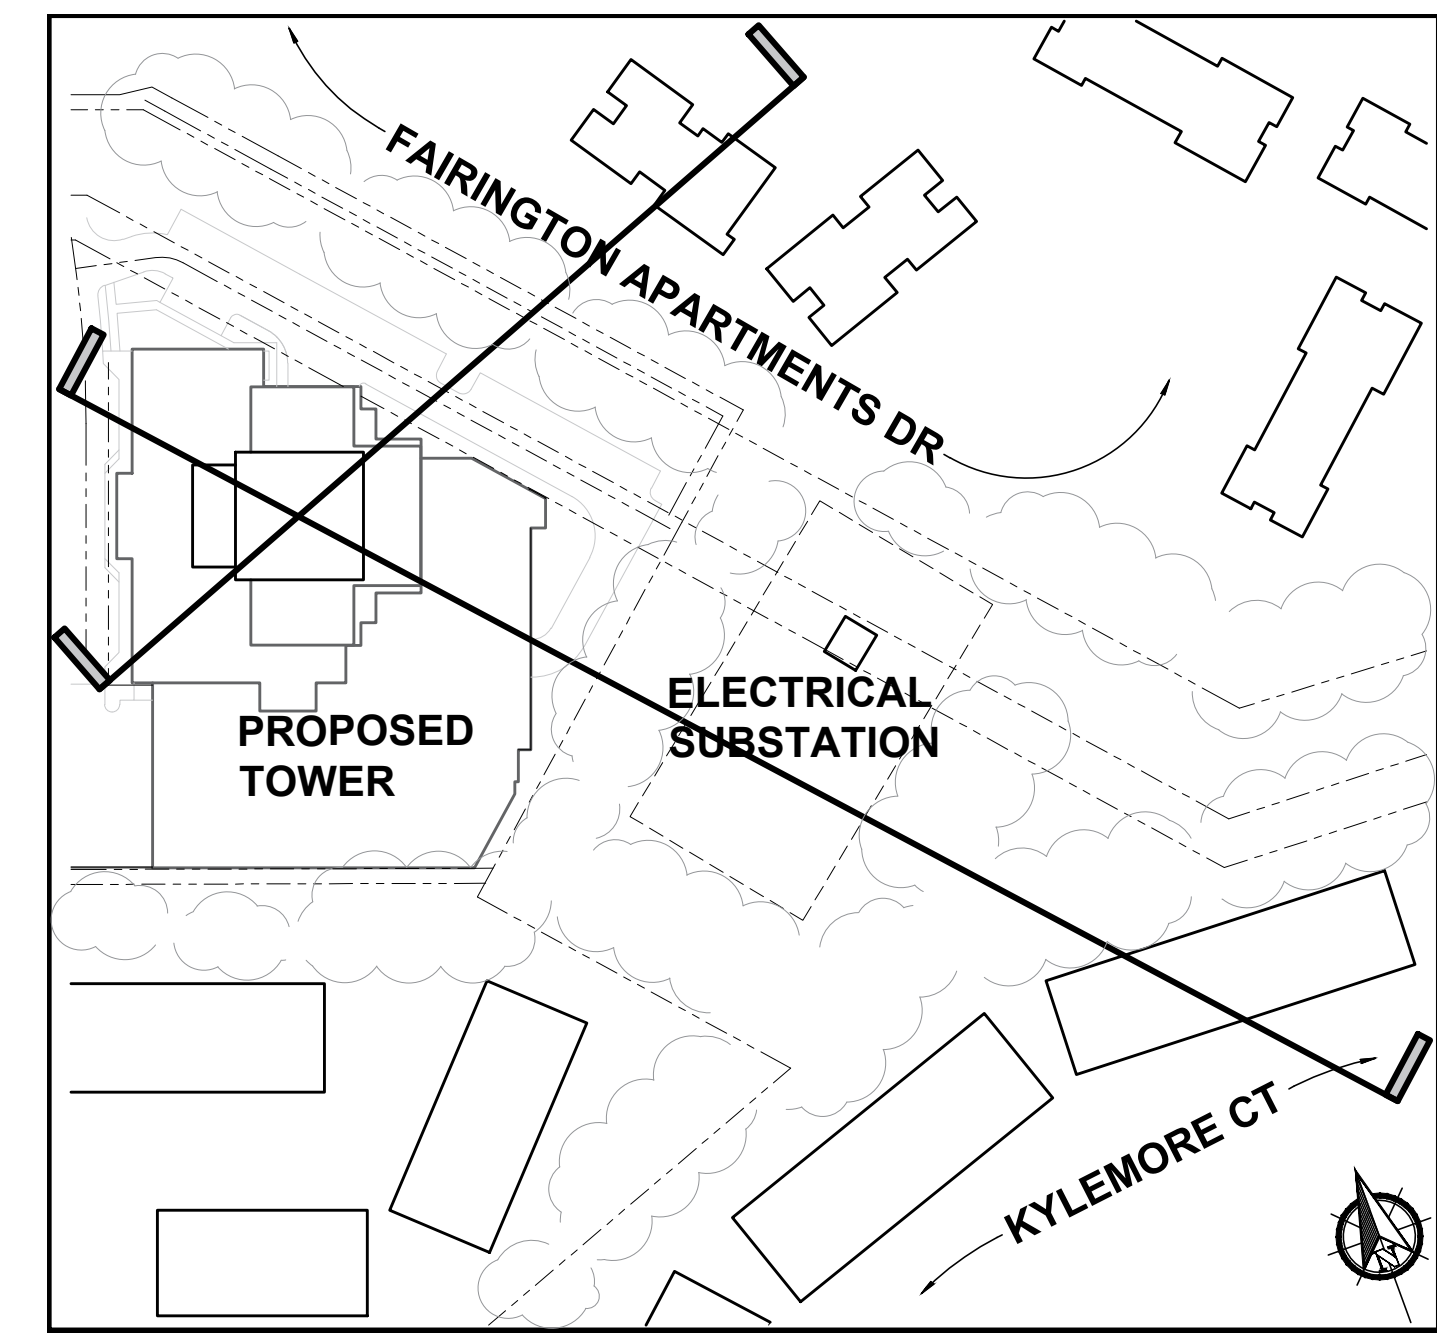 FAIRINGTON APARTMENTS DR
ELECTRICAL
SUBSTATION
PROPOSED
TOWER
KYLEMORE CT
N